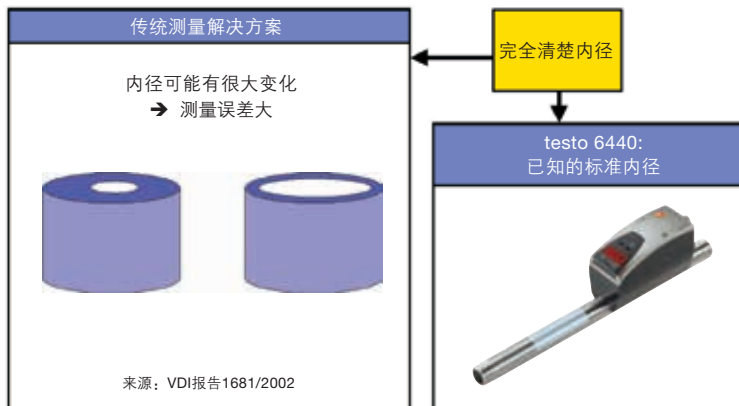 传统测量解决方案
内径可能有很大变化
➔ 测量误差大
来源：VDI报告1681/2002
完全清楚内径
testo 6440:
已知的标准内径